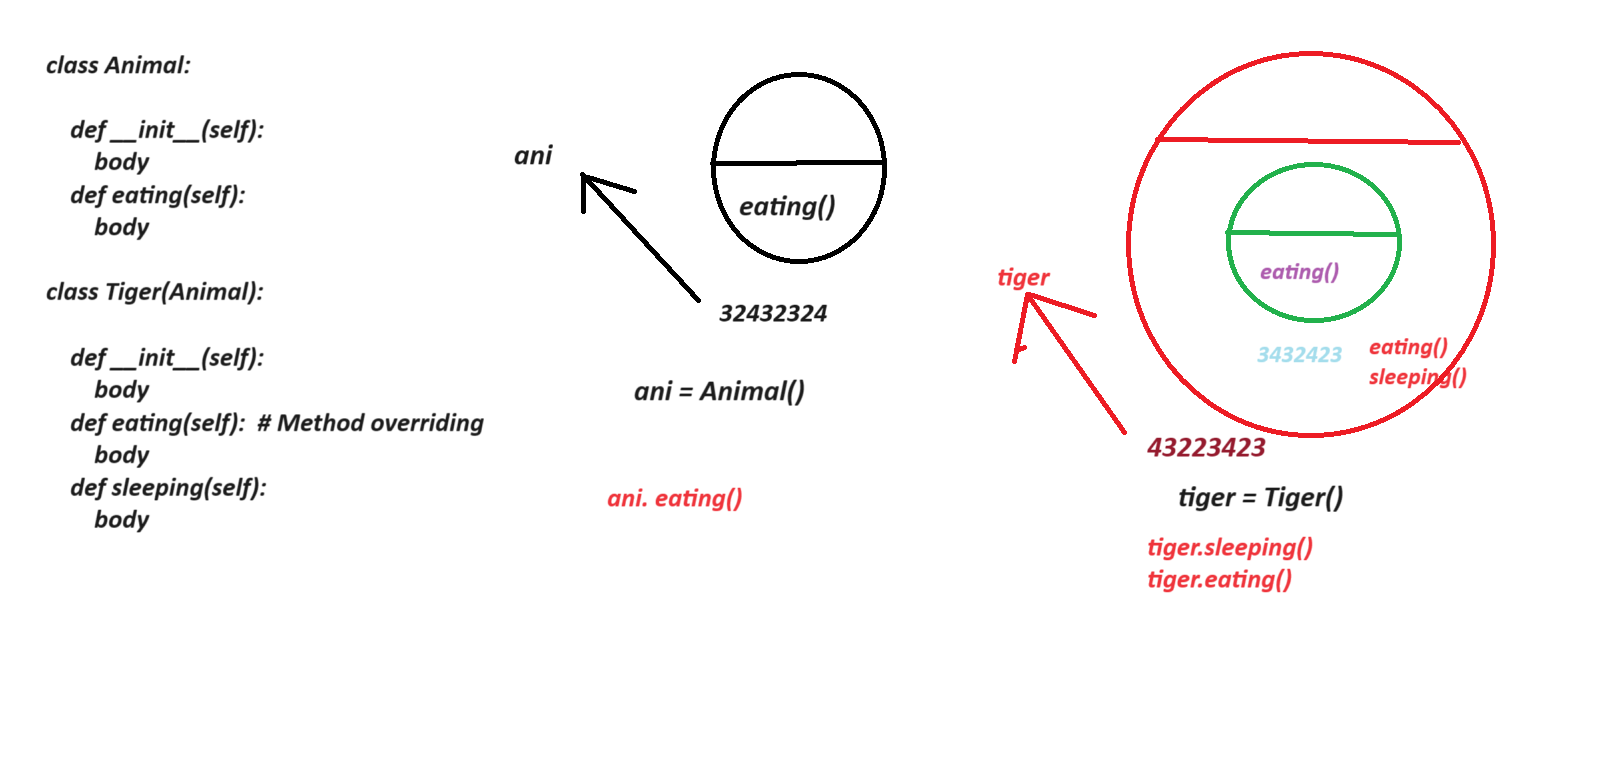 class Animal:
def __init__(self):
body
def eating(self):
body
class Tiger(Animal):
def __init__(self):
body
def eating(self):  # Method overriding
body
def sleeping(self):
body
ani
eating()
32432324
ani = Animal()
ani. eating()
tiger
eating()
3432423
eating()
sleeping()
43223423
tiger = Tiger()
tiger.sleeping()
tiger.eating()